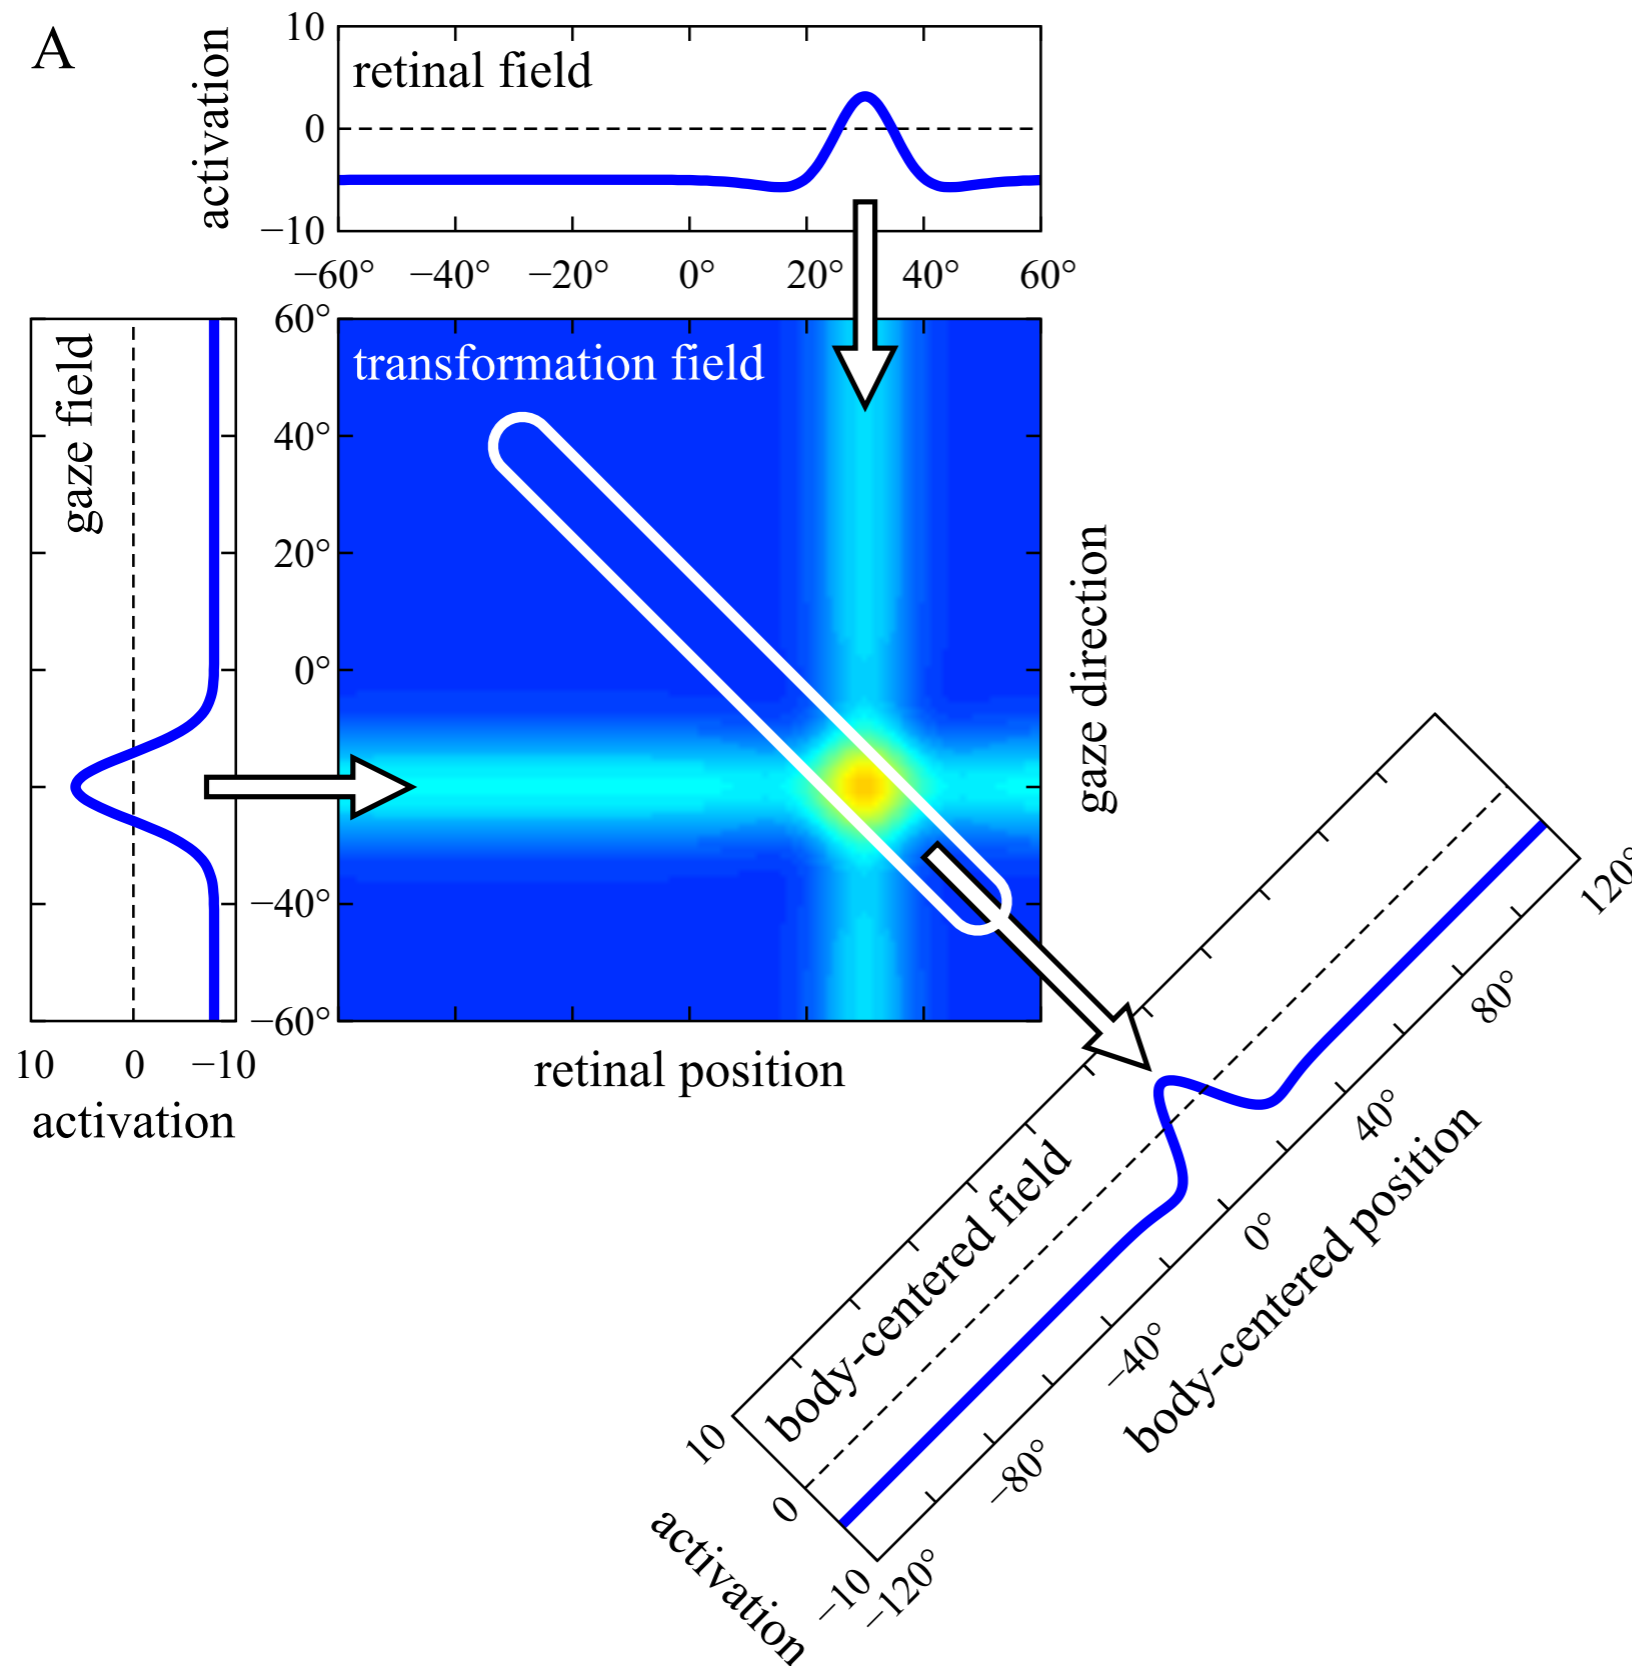 A
activation
10
0
−10
retinal field
−60° −40° −20° 0° 20° 40° 60°
gaze field
10 0 −10
activation
transformation field
60°
40°
20°
0°
−40°
−60°
retinal position
gaze direction
body-centered field
10
0
−10
activation
−120°
−80°
−40°
0°
40°
80°
120°
body-centered position